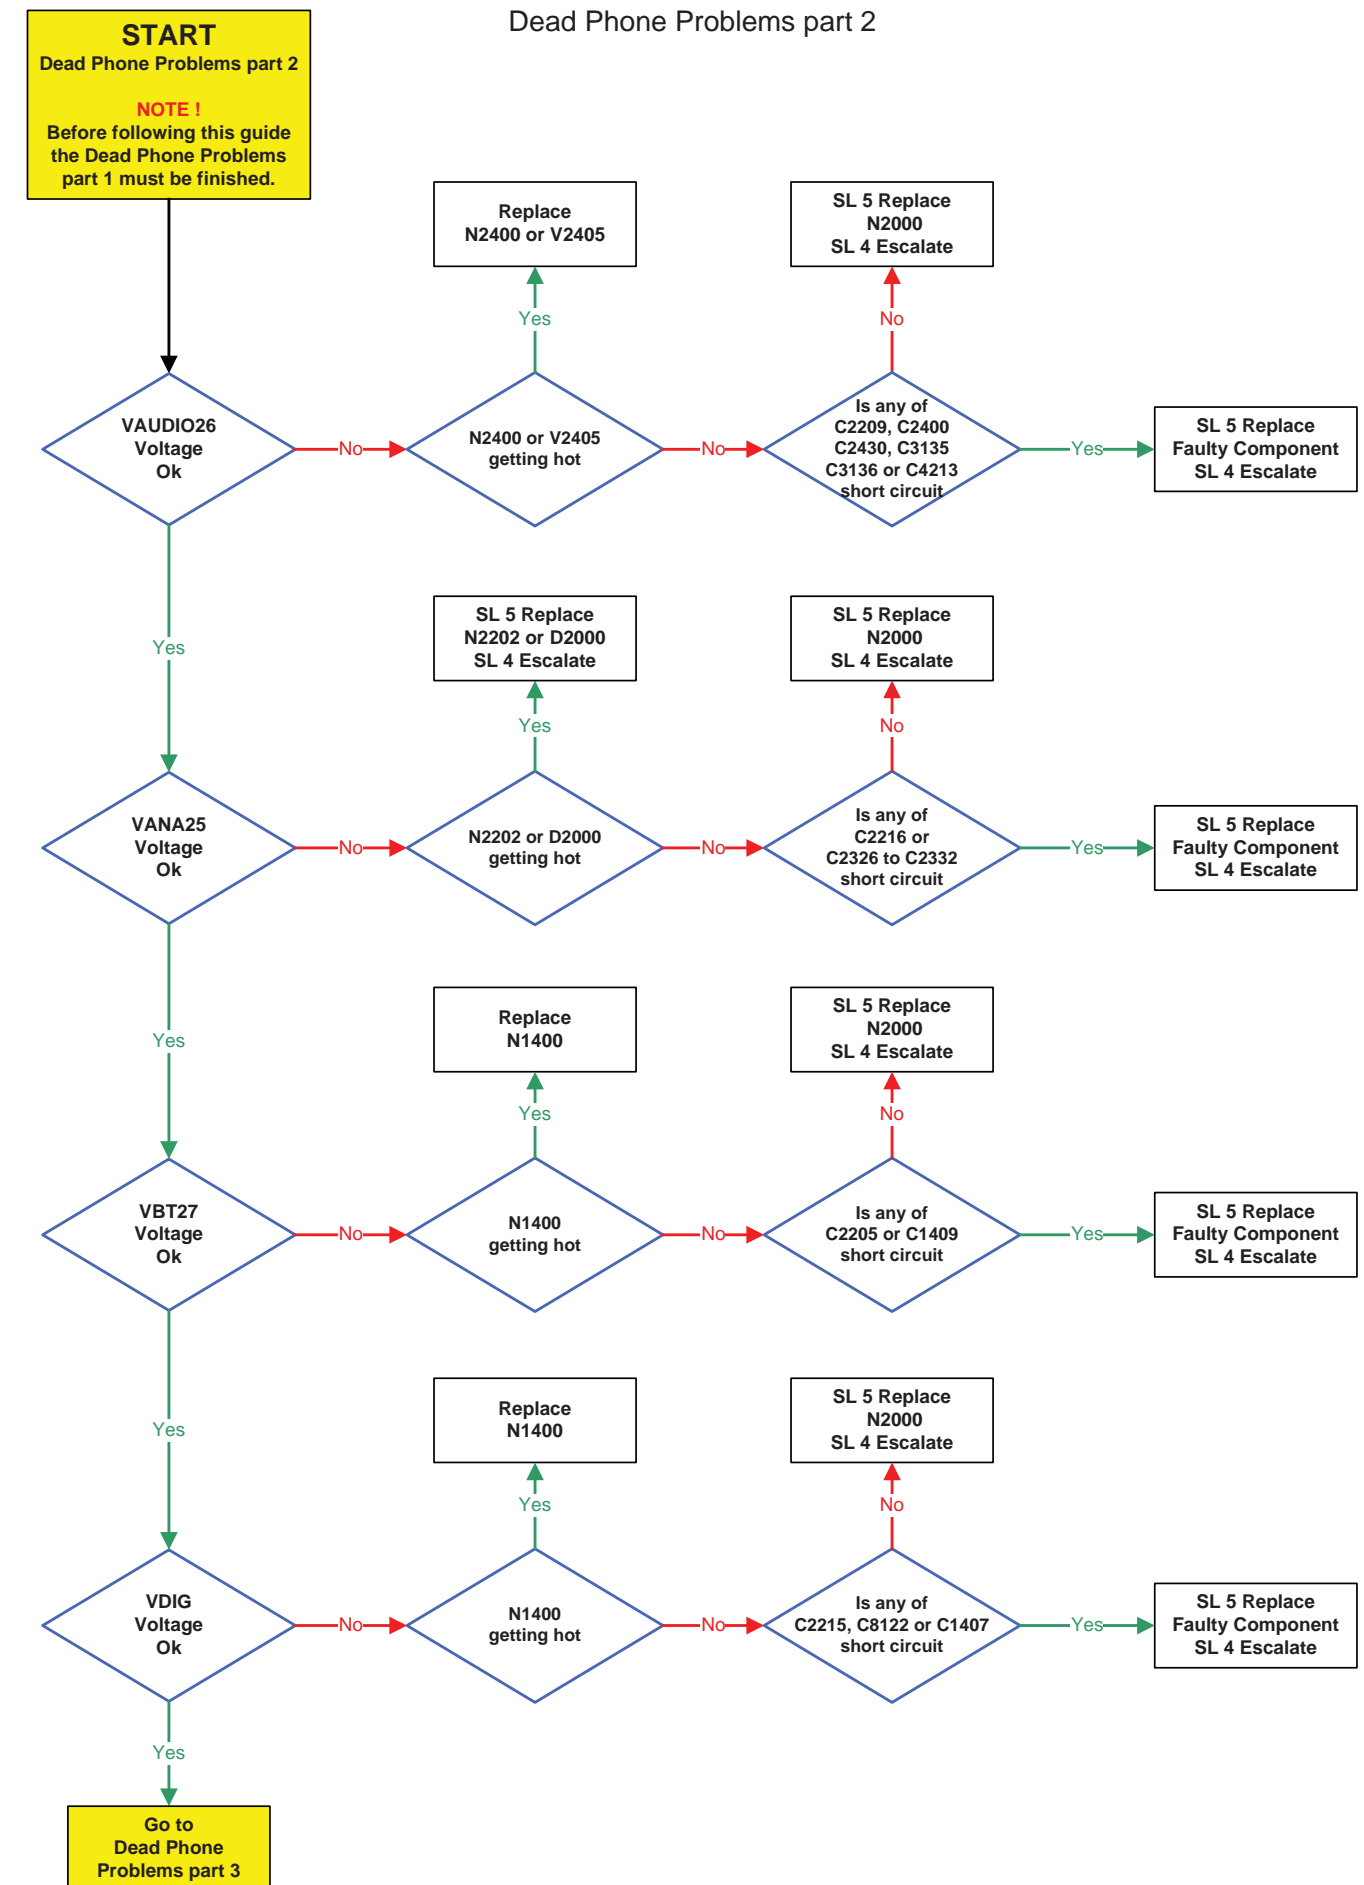 Dead Phone Problems part 2
START
Dead Phone Problems part 2
NOTE !
Before following this guide
the Dead Phone Problems
part 1 must be finished.
Replace
N2400 or V2405
SL 5 Replace
N2000
SL 4 Escalate
Yes
No
VAUDIO26
Voltage
Ok
No
N2400 or V2405
getting hot
No
Is any of
C2209, C2400
C2430, C3135
C3136 or C4213
short circuit
Yes
SL 5 Replace
Faulty Component
SL 4 Escalate
Yes
SL 5 Replace
N2202 or D2000
SL 4 Escalate
SL 5 Replace
N2000
SL 4 Escalate
Yes
No
VANA25
Voltage
Ok
No
N2202 or D2000
getting hot
No
Is any of
C2216 or
C2326 to C2332
short circuit
Yes
SL 5 Replace
Faulty Component
SL 4 Escalate
Yes
Replace
N1400
SL 5 Replace
N2000
SL 4 Escalate
Yes
No
VBT27
Voltage
Ok
No
N1400
getting hot
No
Is any of
C2205 or C1409
short circuit
Yes
SL 5 Replace
Faulty Component
SL 4 Escalate
Yes
Replace
N1400
SL 5 Replace
N2000
SL 4 Escalate
Yes
No
VDIG
Voltage
Ok
No
N1400
getting hot
No
Is any of
C2215, C8122 or C1407
short circuit
Yes
SL 5 Replace
Faulty Component
SL 4 Escalate
Yes
Go to
Dead Phone
Problems part 3